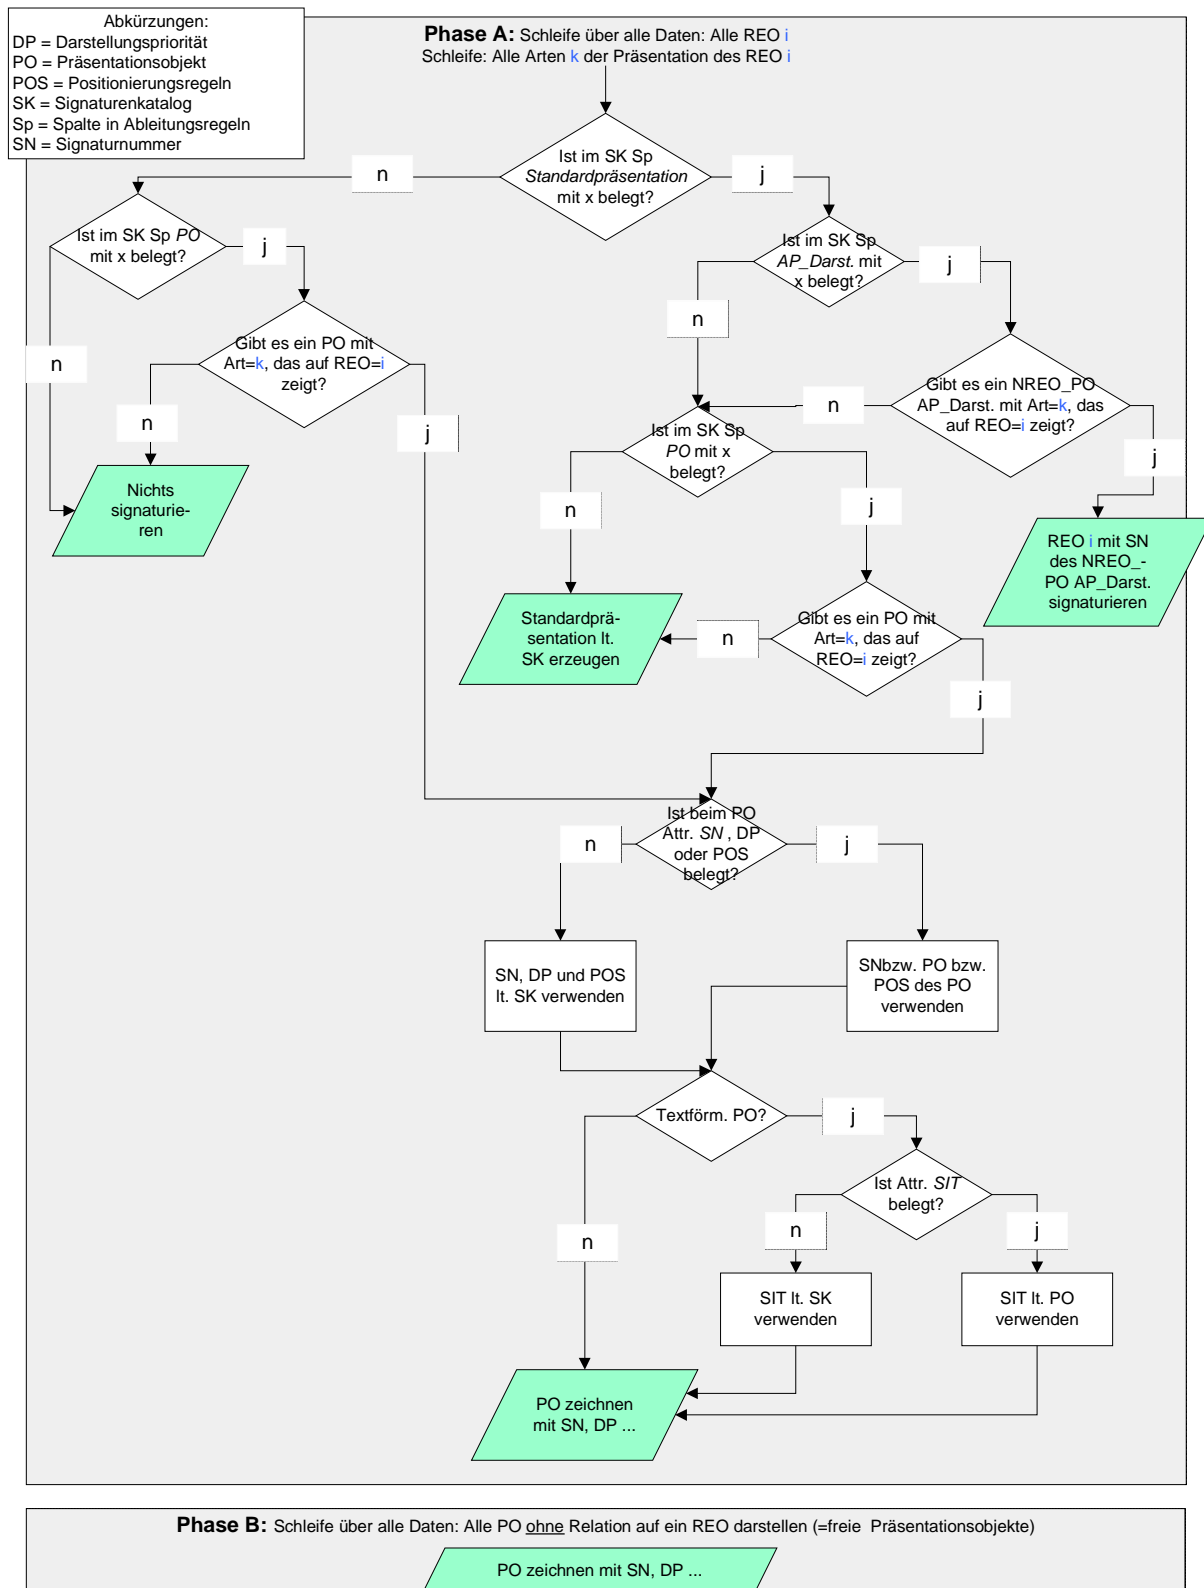 Abkürzungen:
DP = Darstellungspriorität
PO = Präsentationsobjekt
POS = Positionierungsregeln
SK = Signaturenkatalog
Sp = Spalte in Ableitungsregeln
SN = Signaturnummer
Phase A: Schleife über alle Daten: Alle REO i
Schleife: Alle Arten k der Präsentation des REO i
Ist im SK Sp
Standardpräsentation
mit x belegt?
n
j
Ist im SK Sp PO
mit x belegt?
j
n
Ist im SK Sp
AP_Darst. mit
x belegt?
j
n
Gibt es ein PO mit
Art=k, das auf REO=i
zeigt?
n
j
Gibt es ein NREO_PO
AP_Darst. mit Art=k, das
auf REO=i zeigt?
n
j
Ist im SK Sp
PO mit x
belegt?
n
j
Nichts
signaturie-
ren
REO i mit SN
des NREO_-
PO AP_Darst.
signaturieren
Standardprä-
sentation lt.
SK erzeugen
n
Gibt es ein PO mit
Art=k, das auf
REO=i zeigt?
j
Ist beim PO
Attr. SN , DP
oder POS
belegt?
n
j
SN, DP und POS
lt. SK verwenden
SNbzw. PO bzw.
POS des PO
verwenden
Textförm. PO?
j
n
Ist Attr. SIT
belegt?
n
j
SIT lt. SK
verwenden
SIT lt. PO
verwenden
PO zeichnen
mit SN, DP ...
Phase B: Schleife über alle Daten: Alle PO ohne Relation auf ein REO darstellen (=freie Präsentationsobjekte)
PO zeichnen mit SN, DP ...